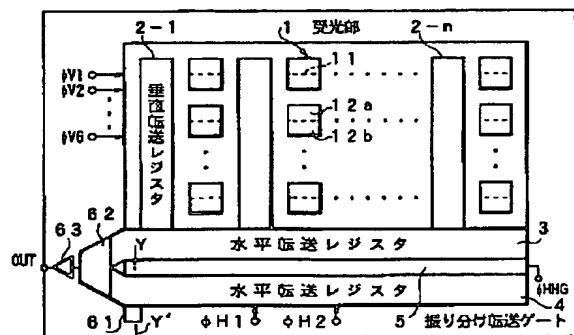 2-1
1
受光部
2-n
φV1
φV2
φV6
11
12a
12b
垂直転送レジスタ
63
62
OUT
Y
水平転送レジスタ
3
φHHG
水平転送レジスタ
4
61
Y'
φH1
φH2
5
振り分け転送ゲート